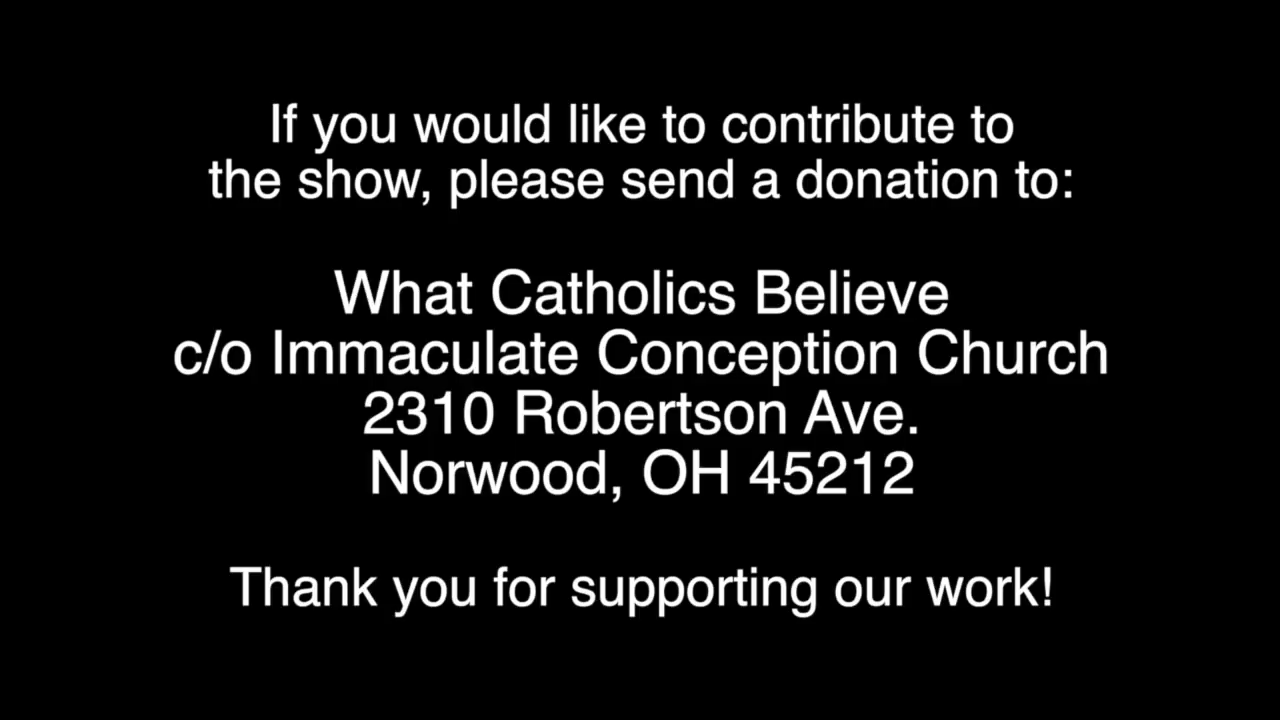 If you would like to contribute to
the show, please send a donation to:
What Catholics Believe
c/o Immaculate Conception Church
2310 Robertson Ave.
Norwood, OH 45212
Thank you for supporting our work!